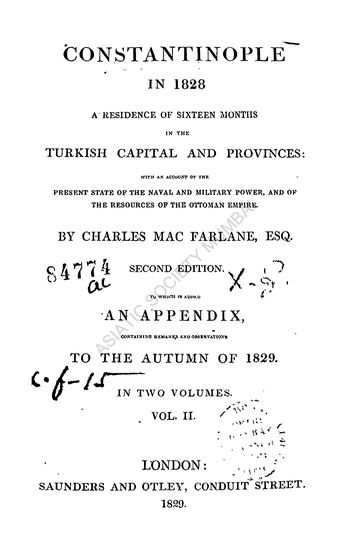 CONSTANTINOPLE
IN 1828
A RESIDENCE OF SIXTEEN MONTHS
IN THE
TURKISH CAPITAL AND PROVINCES:
WITH AN ACCOUNT OF THE
PRESENT STATE OF THE NAVAL AND MILITARY POWER, AND OF
THE RESOURCES OF THE OTTOMAN EMPIRE.
BY CHARLES MAC FARLANE, ESQ.
84774
SECOND EDITION.
TO WHICH IS ADDED
AN APPENDIX,
CONTAINING REMARKS AND OBSERVATIONS
TO THE AUTUMN OF 1829.
IN TWO VOLUMES.
VOL. II.
LONDON:
SAUNDERS AND OTLEY, CONDUIT STREET.
1829.
ASIATIC SOCIETY MUMBAI